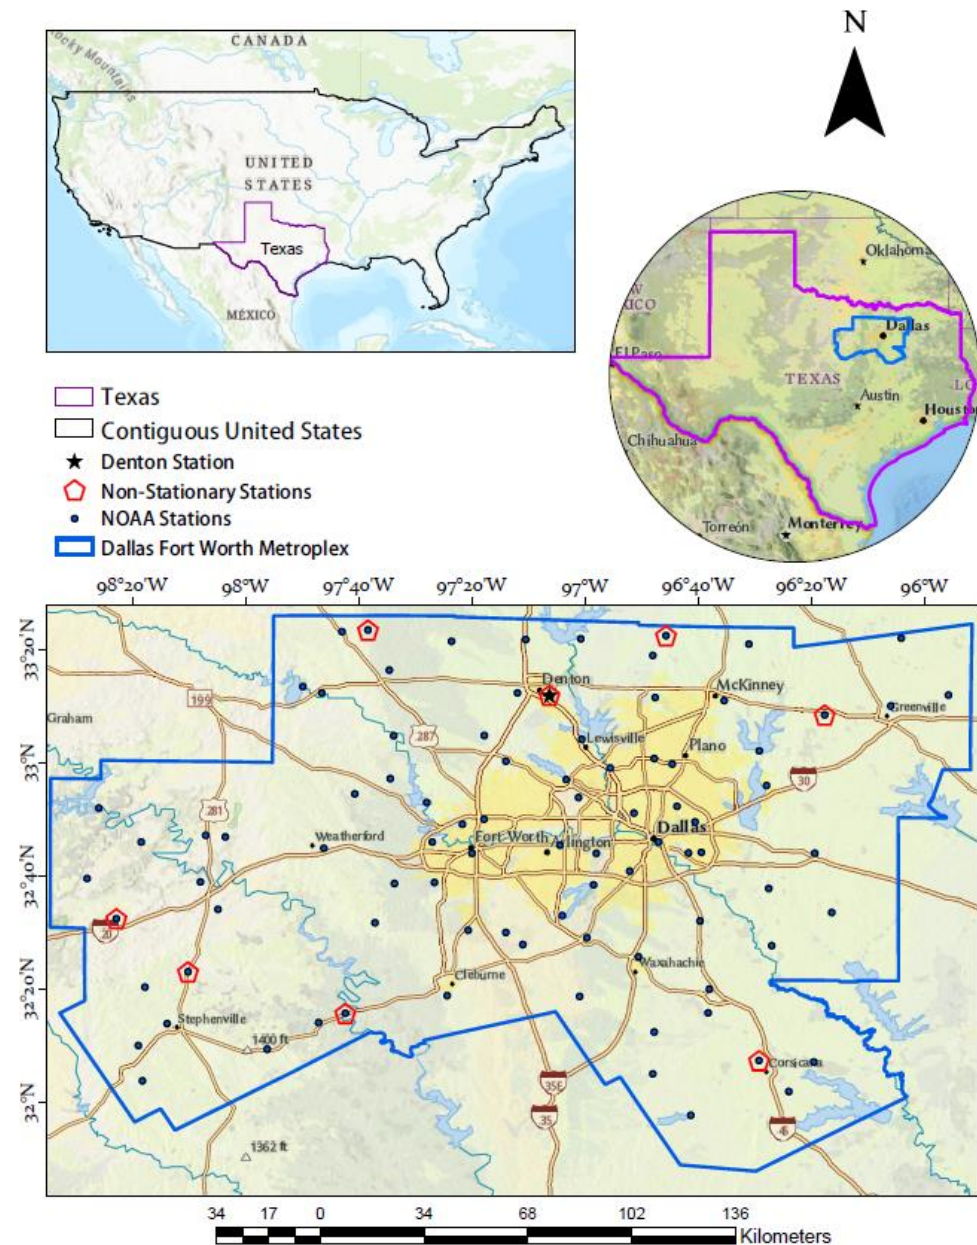 N
Rocky Mountains
CANADA
UNITED
STATES
Texas
MÉXICO
Oklahoma
W
XICO
Dallas
El Paso
TEXAS
LO
Austin
Houston
Chihuahua
Torreón
Monterrey
Texas
Contiguous United States
Denton Station
Non-Stationary Stations
NOAA Stations
Dallas Fort Worth Metroplex
98°20'W 98°W 97°40'W 97°20'W 97°W 96°40'W 96°20'W 96°W
33°20'N
33°N
32°40'N
32°20'N
32°N
Denton
McKinney
199
Graham
Greenville
287
Lewisville
Plano
30
281
Weatherford
Fort Worth
Arlington
Dallas
20
Cleburne
Waxahachie
Stephenville
1400 ft
Corsicana
35E
35
45
1362 ft
34 17 0 34 68 102 136
Kilometers